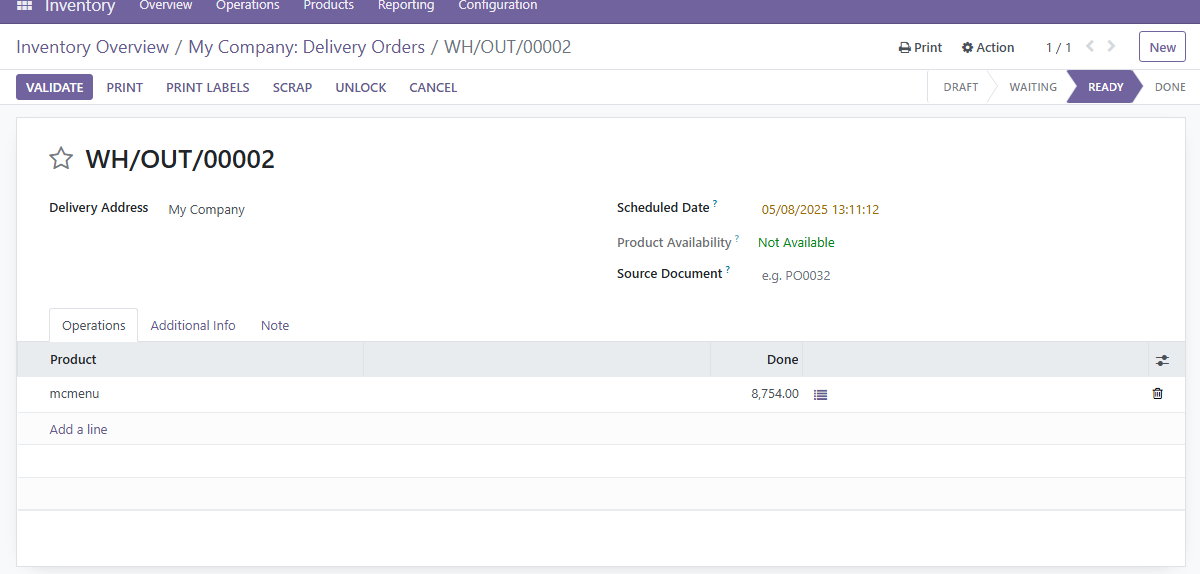 Inventory Overview Operations Products Reporting Configuration
Inventory Overview / My Company: Delivery Orders / WH/OUT/00002 Print Action 1 / 1 New
VALIDATE PRINT PRINT LABELS SCRAP UNLOCK CANCEL DRAFT WAITING READY DONE
WH/OUT/00002
Delivery Address My Company Scheduled Date ? 05/08/2025 13:11:12
Product Availability ? Not Available
Source Document ? e.g. PO0032
Operations Additional Info Note
Product Done
mcmenu 8,754.00
Add a line